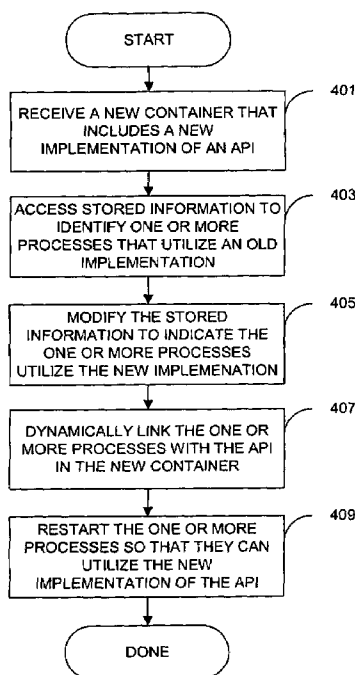 START
401
RECEIVE A NEW CONTAINER THAT
INCLUDES A NEW
IMPLEMENTATION OF AN API
403
ACCESS STORED INFORMATION TO
IDENTIFY ONE OR MORE
PROCESSES THAT UTILIZE AN OLD
IMPLEMENTATION
405
MODIFY THE STORED
INFORMATION TO INDICATE THE
ONE OR MORE PROCESSES
UTILIZE THE NEW IMPLEMENATION
407
DYNAMICALLY LINK THE ONE OR
MORE PROCESSES WITH THE API
IN THE NEW CONTAINER
409
RESTART THE ONE OR MORE
PROCESSES SO THAT THEY CAN
UTILIZE THE NEW
IMPLEMENTATION OF THE API
DONE